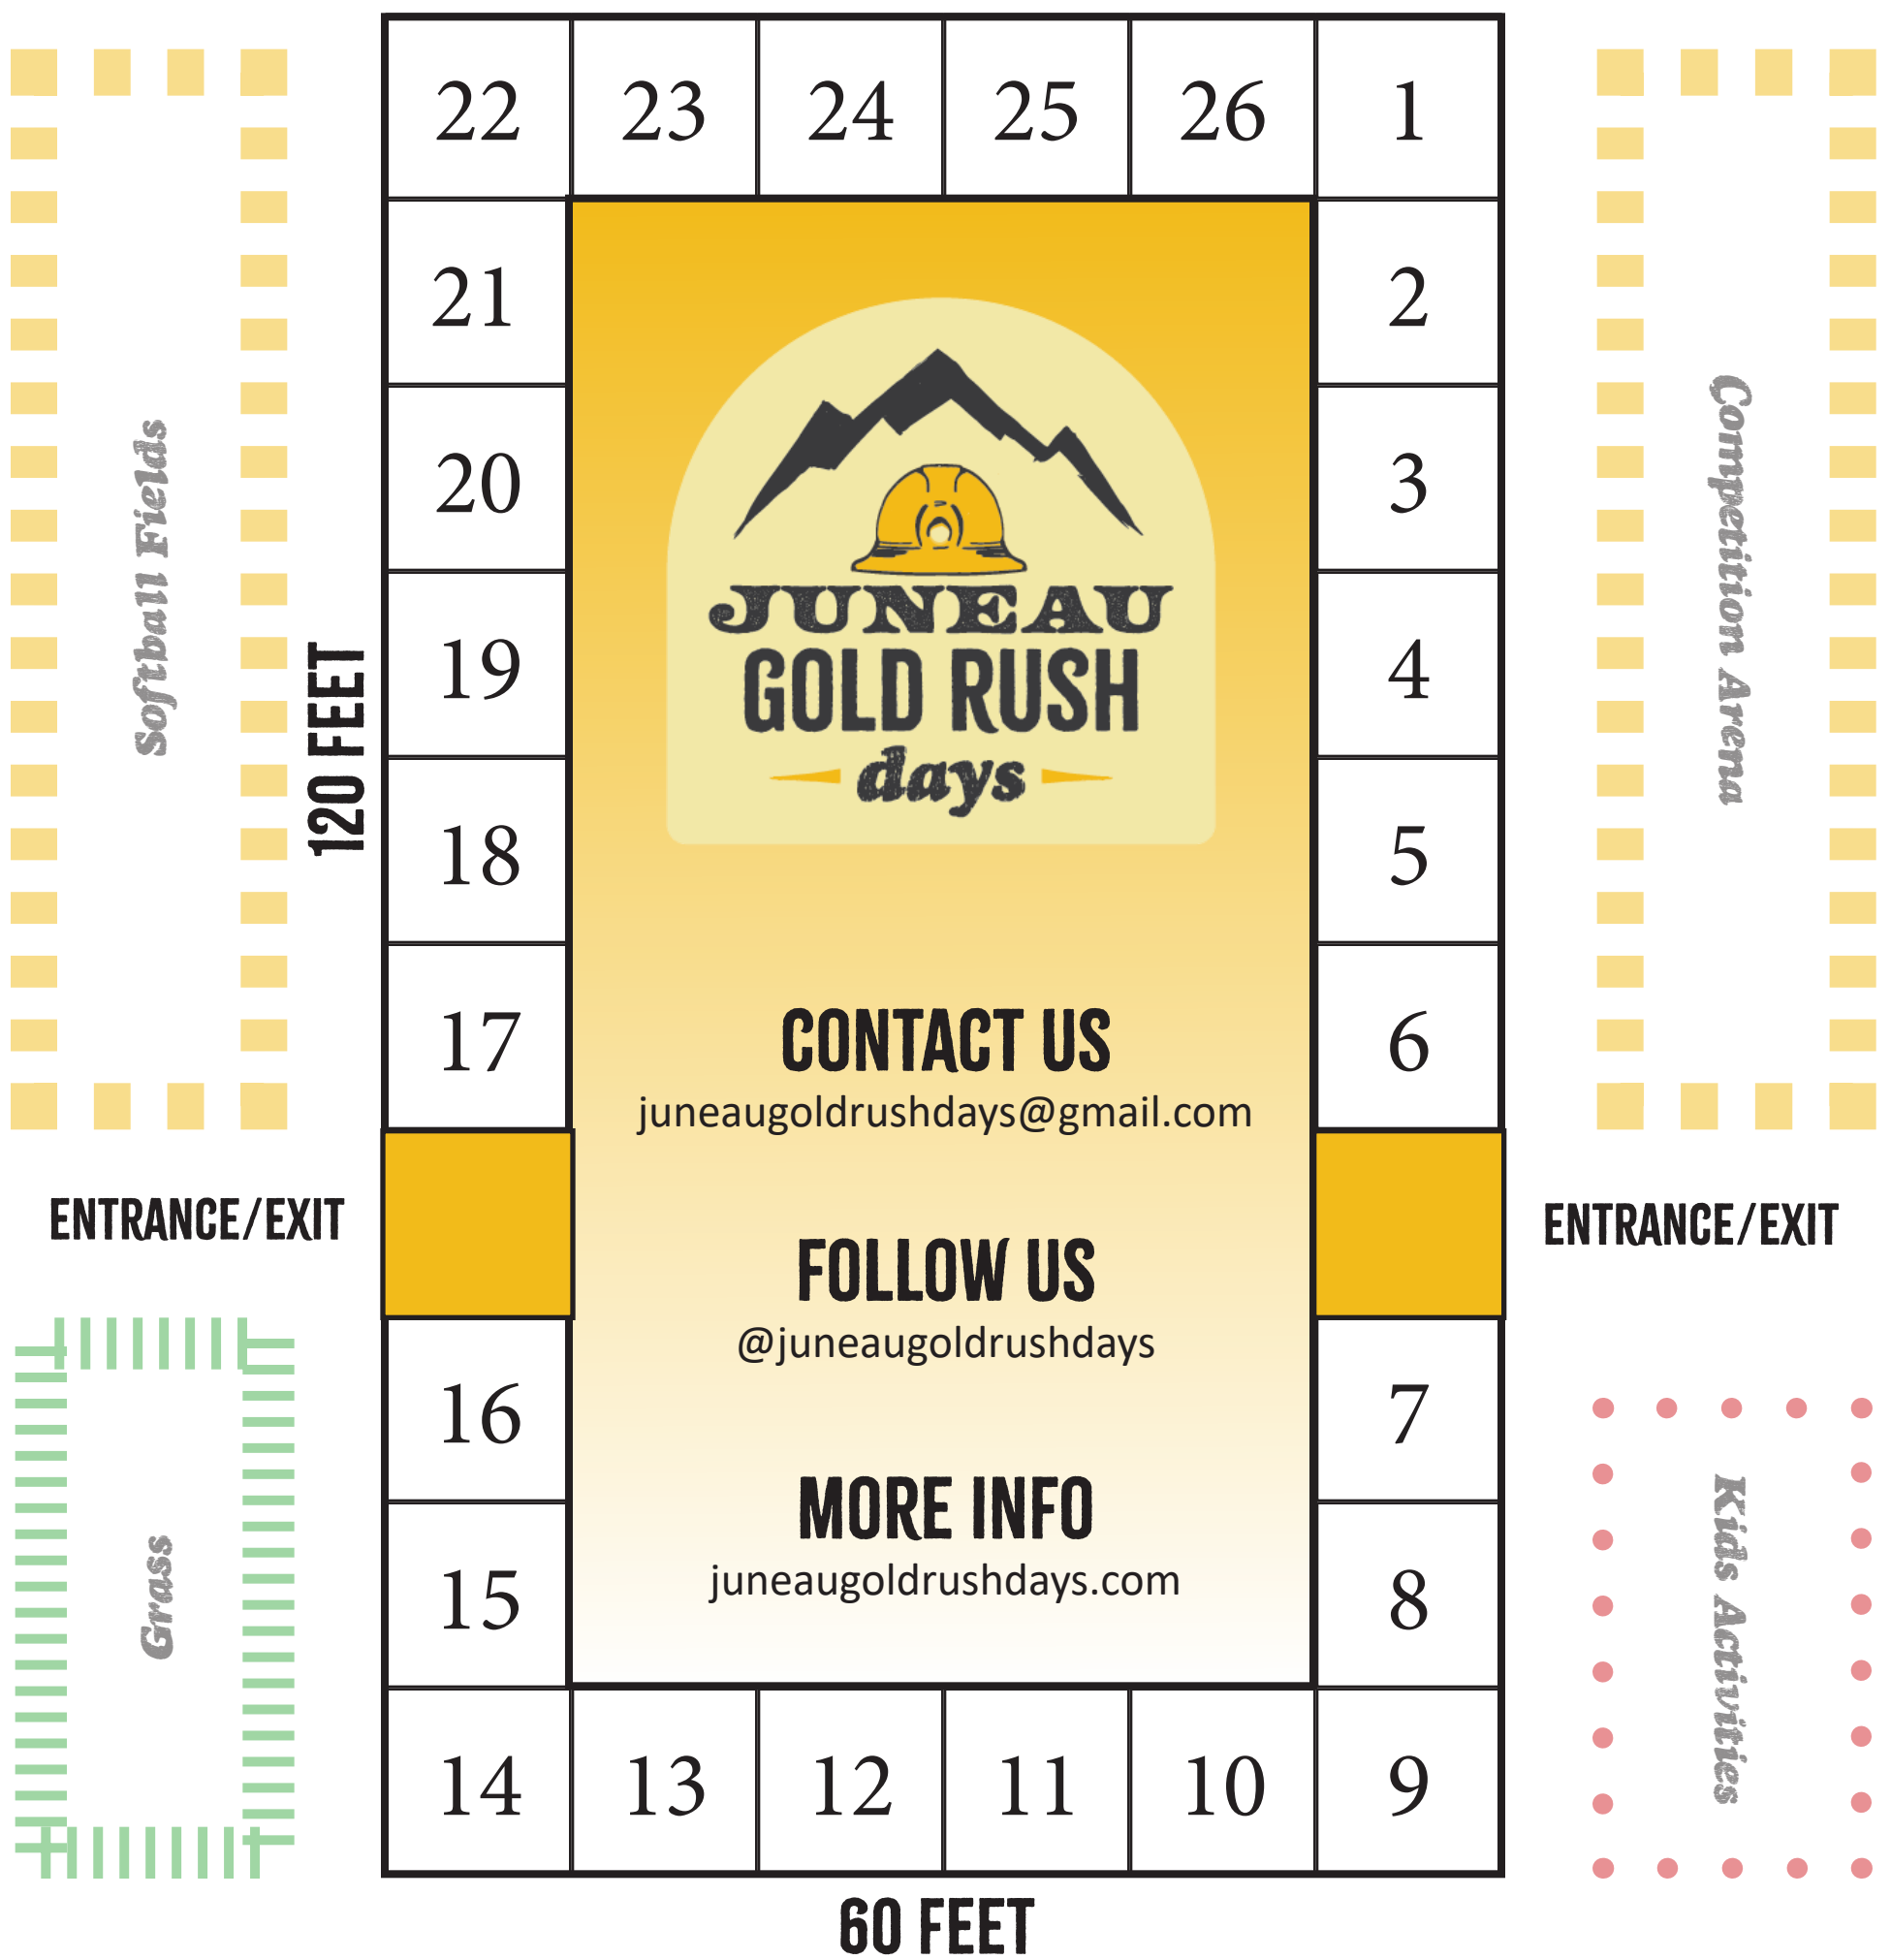 22 23 24 25 26 1
21 2
20 3
19 4
18 5
17 6
16 7
15 8
14 13 12 11 10 9
Softball Fields
120 FEET
Competition Arena
JUNEAU
GOLD RUSH
days
CONTACT US
juneaugoldrushdays@gmail.com
ENTRANCE/EXIT
ENTRANCE/EXIT
FOLLOW US
@juneaugoldrushdays
MORE INFO
juneaugoldrushdays.com
Grass
Kids Activities
60 FEET